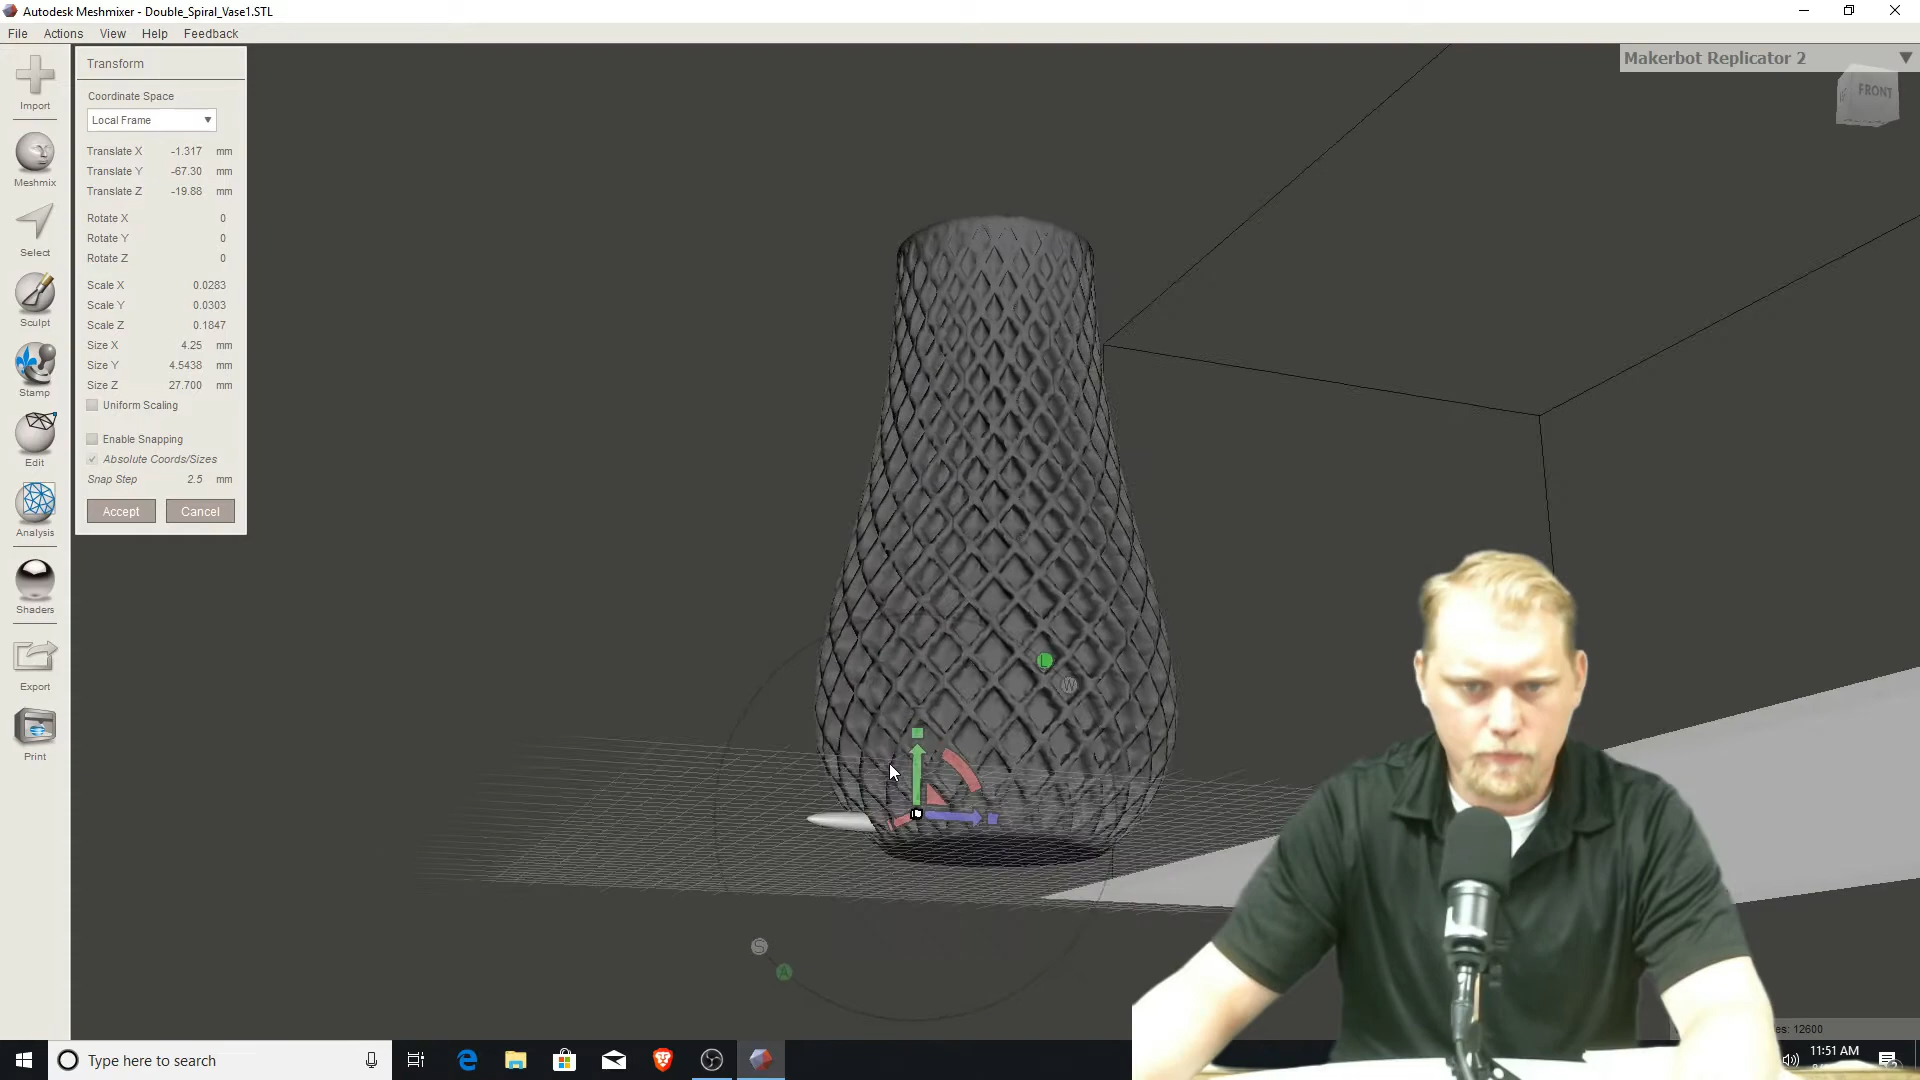 Autodesk Meshmixer - Double_Spiral_Vase1.STL
File Actions View Help Feedback
Transform
Makerbot Replicator 2
FRONT
Coordinate Space
Local Frame
Translate X -1.317 mm
Translate Y -67.30 mm
Translate Z -19.88 mm
Rotate X 0
Rotate Y 0
Rotate Z 0
Scale X 0.0283
Scale Y 0.0303
Scale Z 0.1847
Size X 4.25 mm
Size Y 4.5438 mm
Size Z 27.700 mm
Uniform Scaling
Enable Snapping
Absolute Coords/Sizes
Snap Step 2.5 mm
Accept Cancel
Import
Meshmix
Select
Sculpt
Stamp
Edit
Analysis
Shaders
Export
Print
L
W
S
A
es: 12600
Type here to search
11:51 AM